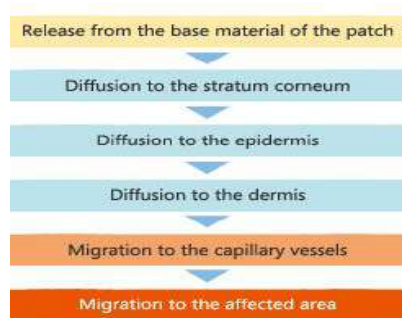 Release from the base material of the patch
Diffusion to the stratum corneum
Diffusion to the epidermis
Diffusion to the dermis
Migration to the capillary vessels
Migration to the affected area